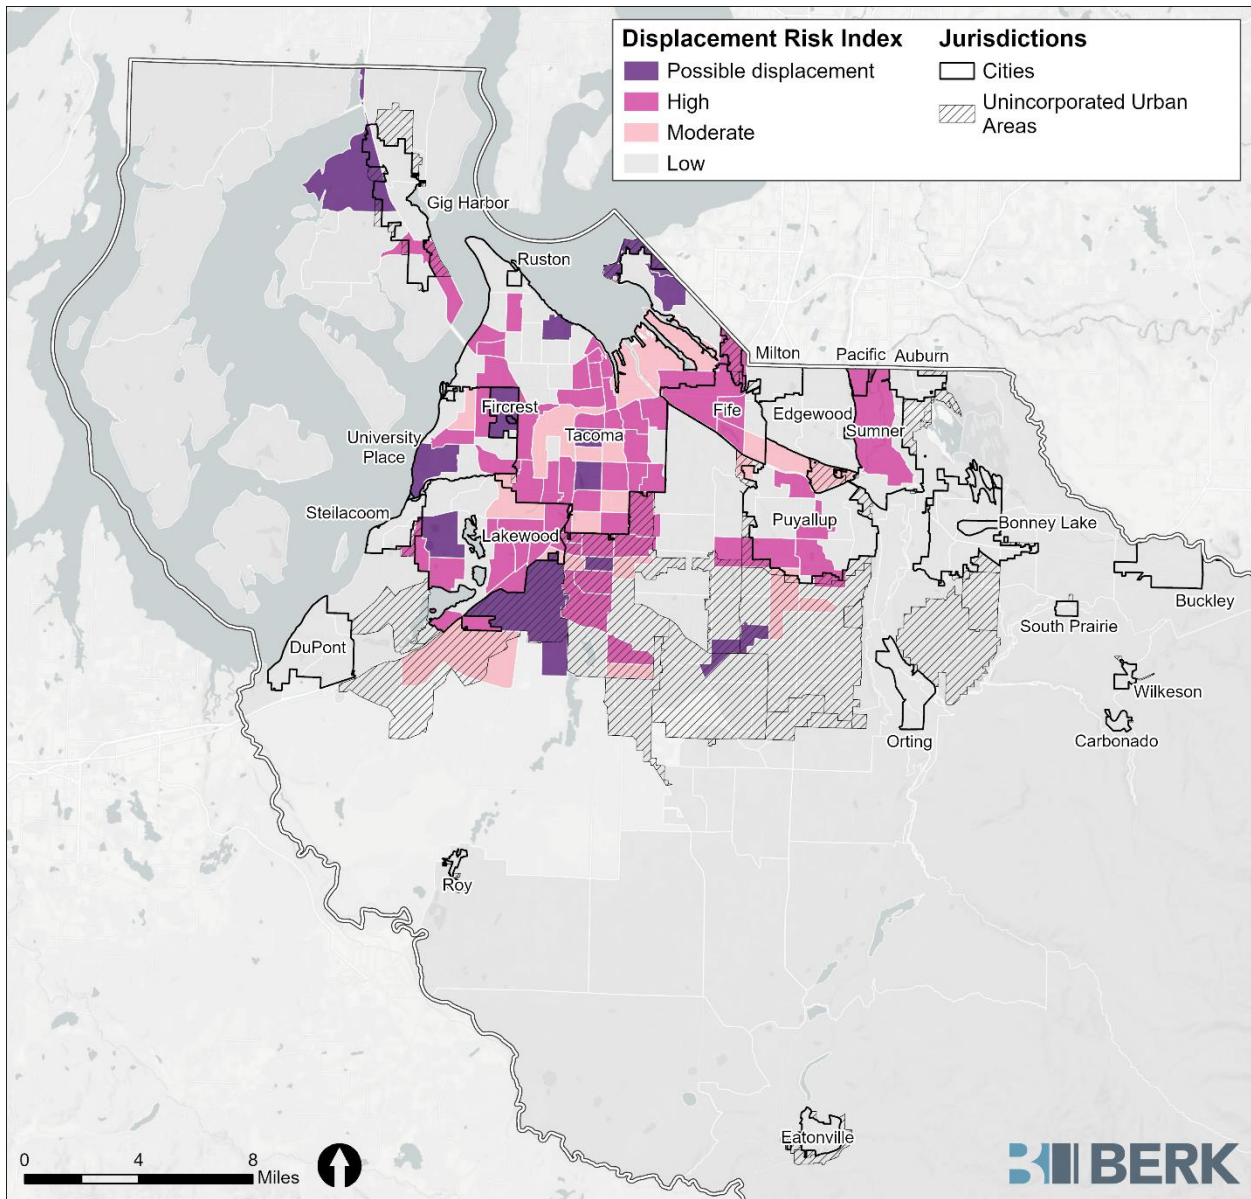 Displacement Risk Index
Possible displacement
High
Moderate
Low
Jurisdictions
Cities
Unincorporated Urban
Areas
Gig Harbor
Ruston
Milton
Pacific
Auburn
Fircrest
Fife
Edgewood
Tacoma
Sumner
University
Place
Steilacoom
Lakewood
Puyallup
Bonney Lake
Buckley
South Prairie
DuPont
Wilkeson
Orting
Carbonado
Roy
Eatonville
0 4 8
Miles
BERK